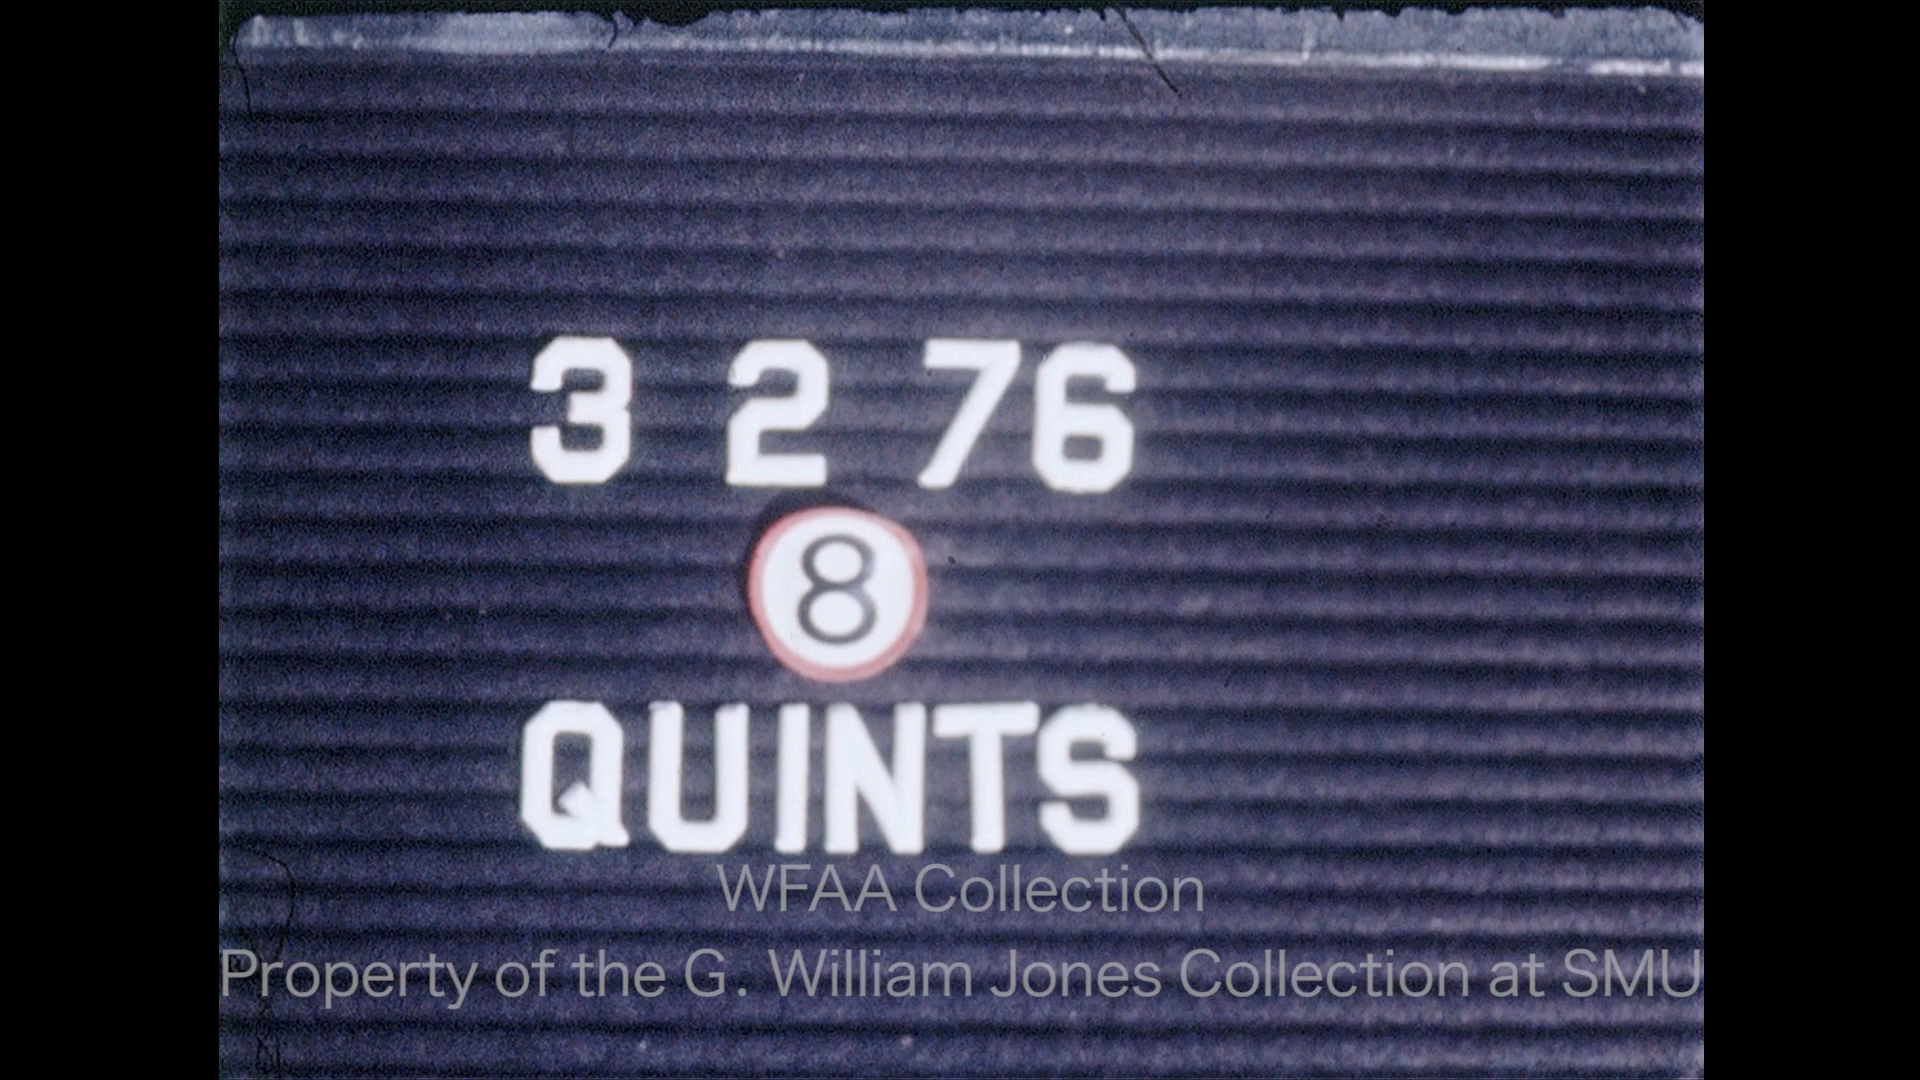 3 2 76
8
QUINTS
WFAA Collection
Property of the G. William Jones Collection at SMU